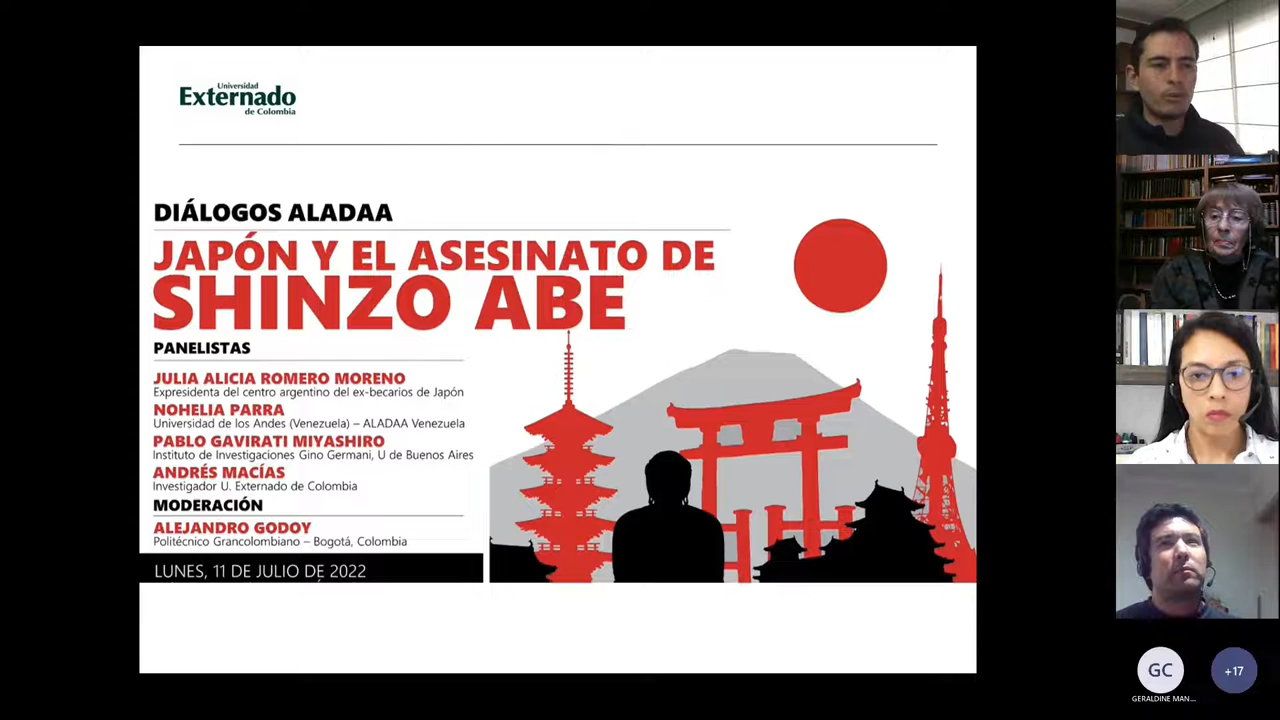 Universidad
Externado
de Colombia
DIÁLOGOS ALADAA
JAPÓN Y EL ASESINATO DE
SHINZO ABE
PANELISTAS
JULIA ALICIA ROMERO MORENO
Expresidenta del centro argentino del ex-becarios de Japón
NOHELIA PARRA
Universidad de los Andes (Venezuela) – ALADAA Venezuela
PABLO GAVIRATI MIYASHIRO
Instituto de Investigaciones Gino Germani, U de Buenos Aires
ANDRÉS MACÍAS
Investigador U. Externado de Colombia
MODERACIÓN
ALEJANDRO GODOY
Politécnico Grancolombiano – Bogotá, Colombia
LUNES, 11 DE JULIO DE 2022
GC
+17
GERALDINE MAN...